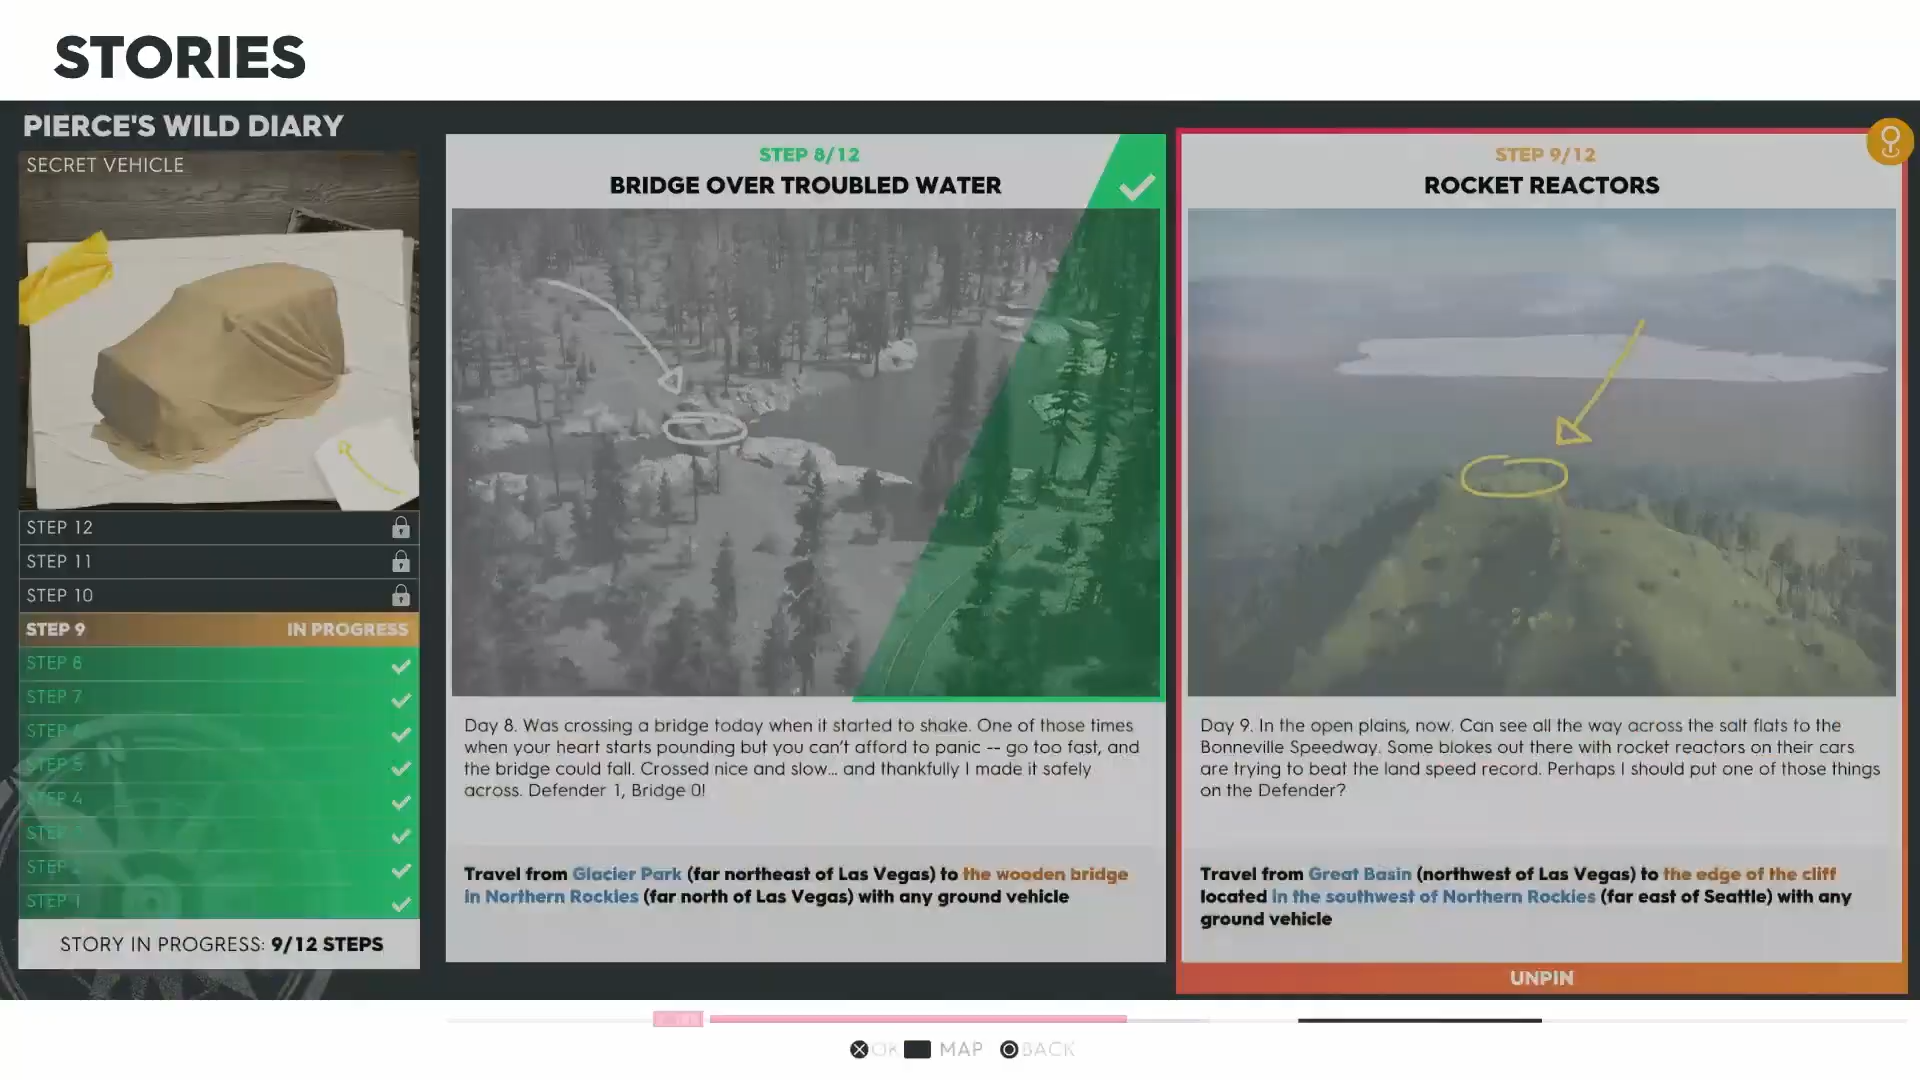 STORIES
PIERCE'S WILD DIARY
SECRET VEHICLE
STEP 12
STEP 11
STEP 10
STEP 9 IN PROGRESS
STEP 8
STEP 7
STEP
STEP 5
STEP 4
STEP
STEP
STEP 1
STORY IN PROGRESS: 9/12 STEPS
STEP 8/12
BRIDGE OVER TROUBLED WATER
Day 8. Was crossing a bridge today when it started to shake. One of those times
when your heart starts pounding but you can't afford to panic -- go too fast, and
the bridge could fall. Crossed nice and slow... and thankfully I made it safely
across. Defender 1, Bridge 0!
Travel from Glacier Park (far northeast of Las Vegas) to the wooden bridge
in Northern Rockies (far north of Las Vegas) with any ground vehicle
STEP 9/12
ROCKET REACTORS
Day 9. In the open plains, now. Can see all the way across the salt flats to the
Bonneville Speedway. Some blokes out there with rocket reactors on their cars
are trying to beat the land speed record. Perhaps I should put one of those things
on the Defender?
Travel from Great Basin (northwest of Las Vegas) to the edge of the cliff
located in the southwest of Northern Rockies (far east of Seattle) with any
ground vehicle
UNPIN
OK MAP BACK